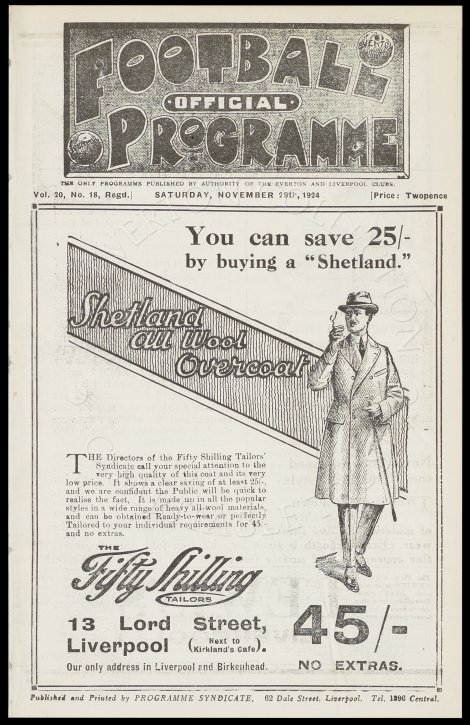 FOOTBALL
EVERTON
OFFICIAL
PROGRAMME
THE ONLY PROGRAMME PUBLISHED BY AUTHORITY OF THE EVERTON AND LIVERPOOL CLUBS.
Vol. 20, No. 18, Regd.] SATURDAY, NOVEMBER 29th, 1924 [Price: Twopence
You can save 25/-
by buying a "Shetland."
Shetland
all Wool
Overcoat
THE Directors of the Fifty Shilling Tailors'
Syndicate call your special attention to the
very high quality of this coat and its very
low price. It shows a clear saving of at least 25/-,
and we are confident the Public will be quick to
realise the fact. It is made up in all the popular
styles in a wide range of heavy all-wool materials,
and can be obtained Ready-to-wear or perfectly
Tailored to your individual requirements for 45/-
and no extras.
THE
Fifty Shilling
TAILORS
13 Lord Street,
Liverpool (Next to Kirkland's Cafe).
Our only address in Liverpool and Birkenhead.
45/-
NO EXTRAS.
Published and Printed by PROGRAMME SYNDICATE, 62 Dale Street, Liverpool. Tel. 1396 Central.